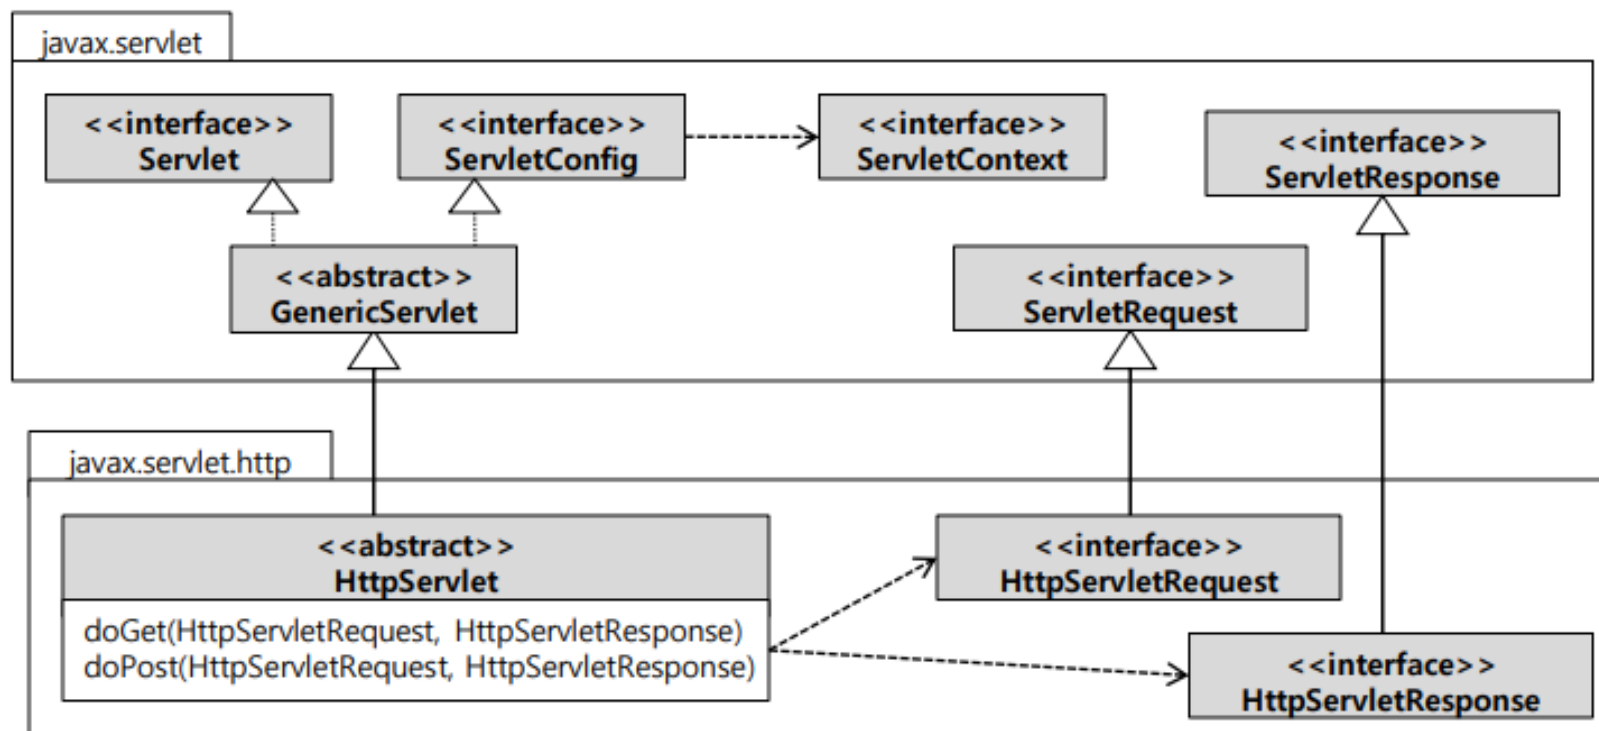 javax.servlet
<<interface>>
Servlet
<<interface>>
ServletConfig
<<interface>>
ServletContext
<<interface>>
ServletResponse
<<abstract>>
GenericServlet
<<interface>>
ServletRequest
javax.servlet.http
<<abstract>>
HttpServlet
doGet(HttpServletRequest, HttpServletResponse)
doPost(HttpServletRequest, HttpServletResponse)
<<interface>>
HttpServletRequest
<<interface>>
HttpServletResponse